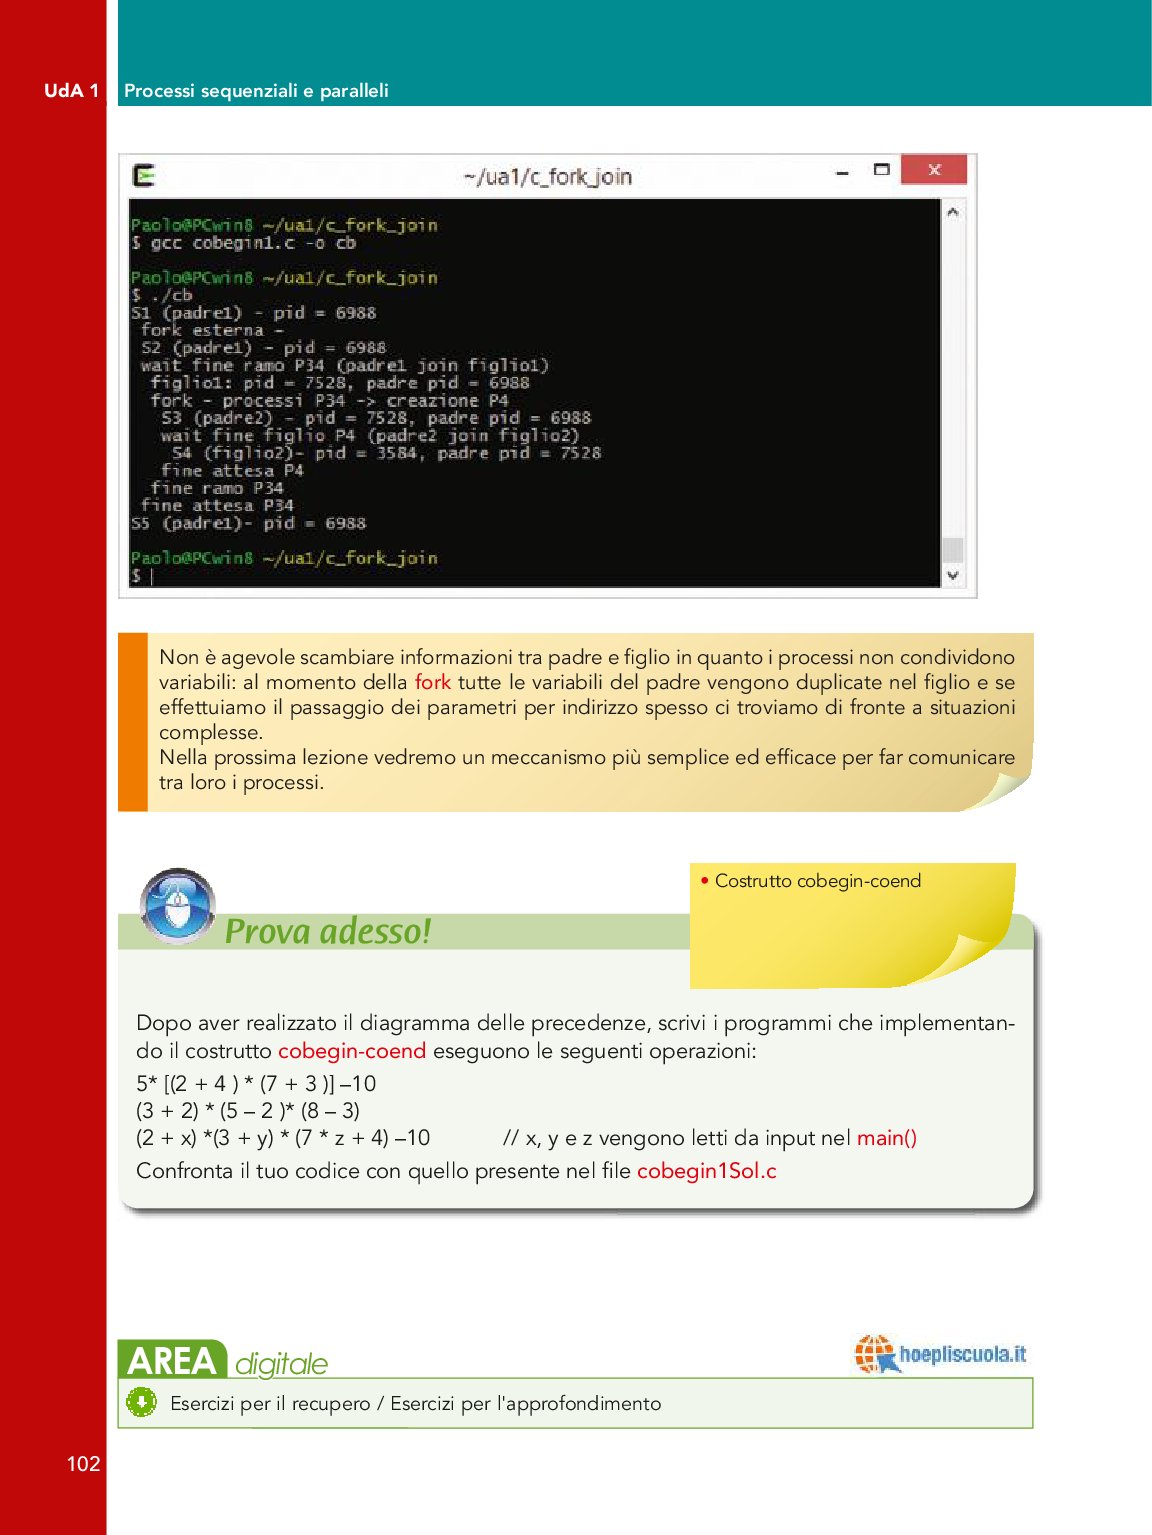 UdA 1 Processi sequenziali e paralleli
~/ua1/c_fork_join
Paolo@PCwin8 ~/ua1/c_fork_join
$ gcc cobegin1.c -o cb
Paolo@PCwin8 ~/ua1/c_fork_join
$ ./cb
S1 (padre1) - pid = 6988
fork esterna -
S2 (padre1) - pid = 6988
wait fine ramo P34 (padre1 join figlio1)
figlio1: pid = 7528, padre pid = 6988
fork - processi P34 -> creazione P4
S3 (padre2) - pid = 7528, padre pid = 6988
wait fine figlio P4 (padre2 join figlio2)
S4 (figlio2)- pid = 3584, padre pid = 7528
fine attesa P4
fine ramo P34
fine attesa P34
S5 (padre1)- pid = 6988
Paolo@PCwin8 ~/ua1/c_fork_join
$
Non è agevole scambiare informazioni tra padre e figlio in quanto i processi non condividono
variabili: al momento della fork tutte le variabili del padre vengono duplicate nel figlio e se
effettuiamo il passaggio dei parametri per indirizzo spesso ci troviamo di fronte a situazioni
complesse.
Nella prossima lezione vedremo un meccanismo più semplice ed efficace per far comunicare
tra loro i processi.
• Costrutto cobegin-coend
Prova adesso!
Dopo aver realizzato il diagramma delle precedenze, scrivi i programmi che implementan-
do il costrutto cobegin-coend eseguono le seguenti operazioni:
5* [(2 + 4 ) * (7 + 3 )] –10
(3 + 2) * (5 – 2 )* (8 – 3)
(2 + x) *(3 + y) * (7 * z + 4) –10 // x, y e z vengono letti da input nel main()
Confronta il tuo codice con quello presente nel file cobegin1Sol.c
AREA digitale
hoepliscuola.it
Esercizi per il recupero / Esercizi per l'approfondimento
102